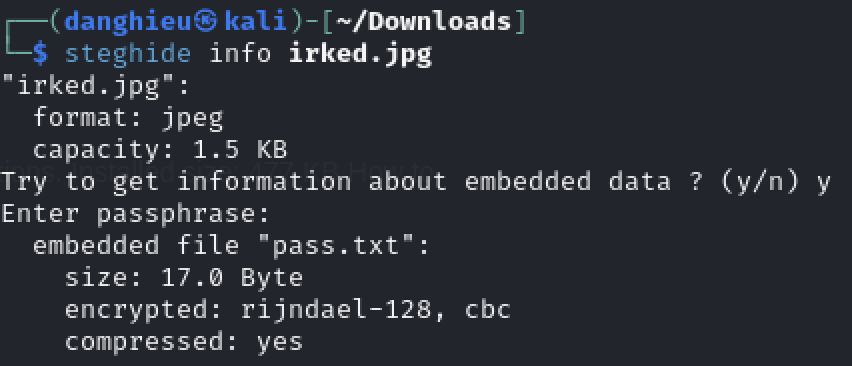 ┌──(danghieu㉿kali)-[~/Downloads]
└─$ steghide info irked.jpg
"irked.jpg":
  format: jpeg
  capacity: 1.5 KB
Try to get information about embedded data ? (y/n) y
Enter passphrase:
  embedded file "pass.txt":
    size: 17.0 Byte
    encrypted: rijndael-128, cbc
    compressed: yes